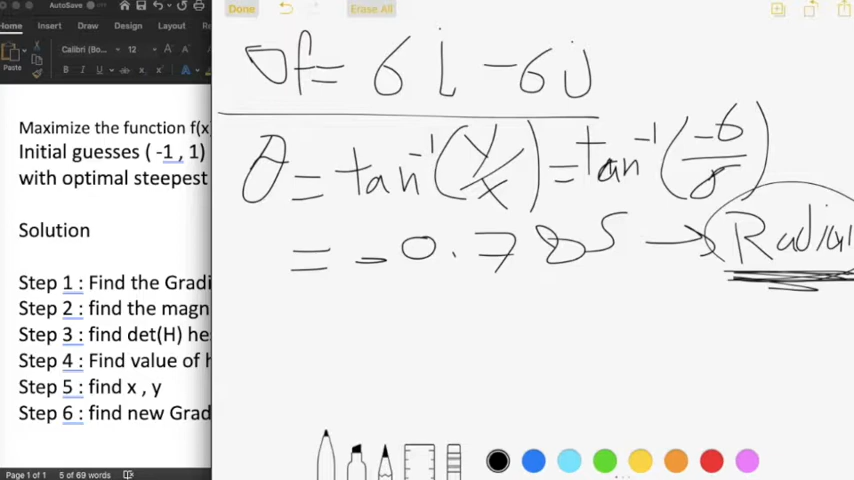 AutoSave
Home Insert Draw Design Layout
Done Erase All
Paste
Calibri (Bo... 12
B I U
Maximize the function f(x
Initial guesses ( -1 , 1)
with optimal steepest
Solution
Step 1 : Find the Gradi
Step 2 : find the magn
Step 3 : find det(H) he
Step 4 : Find value of h
Step 5 : find x , y
Step 6 : find new Grad
Page 1 of 1 5 of 69 words
∇f = 6i - 6j
θ = tan⁻¹(y/x) = tan⁻¹(-6/
= -0.785 → Radian